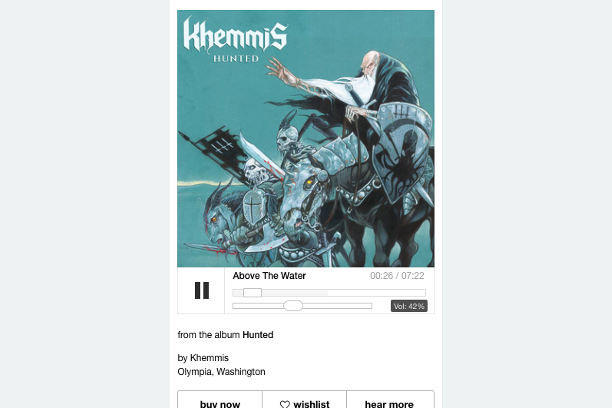 Khemmis
HUNTED
Above The Water 00:26 / 07:22
Vol: 42%
from the album Hunted
by Khemmis
Olympia, Washington
buy now wishlist hear more